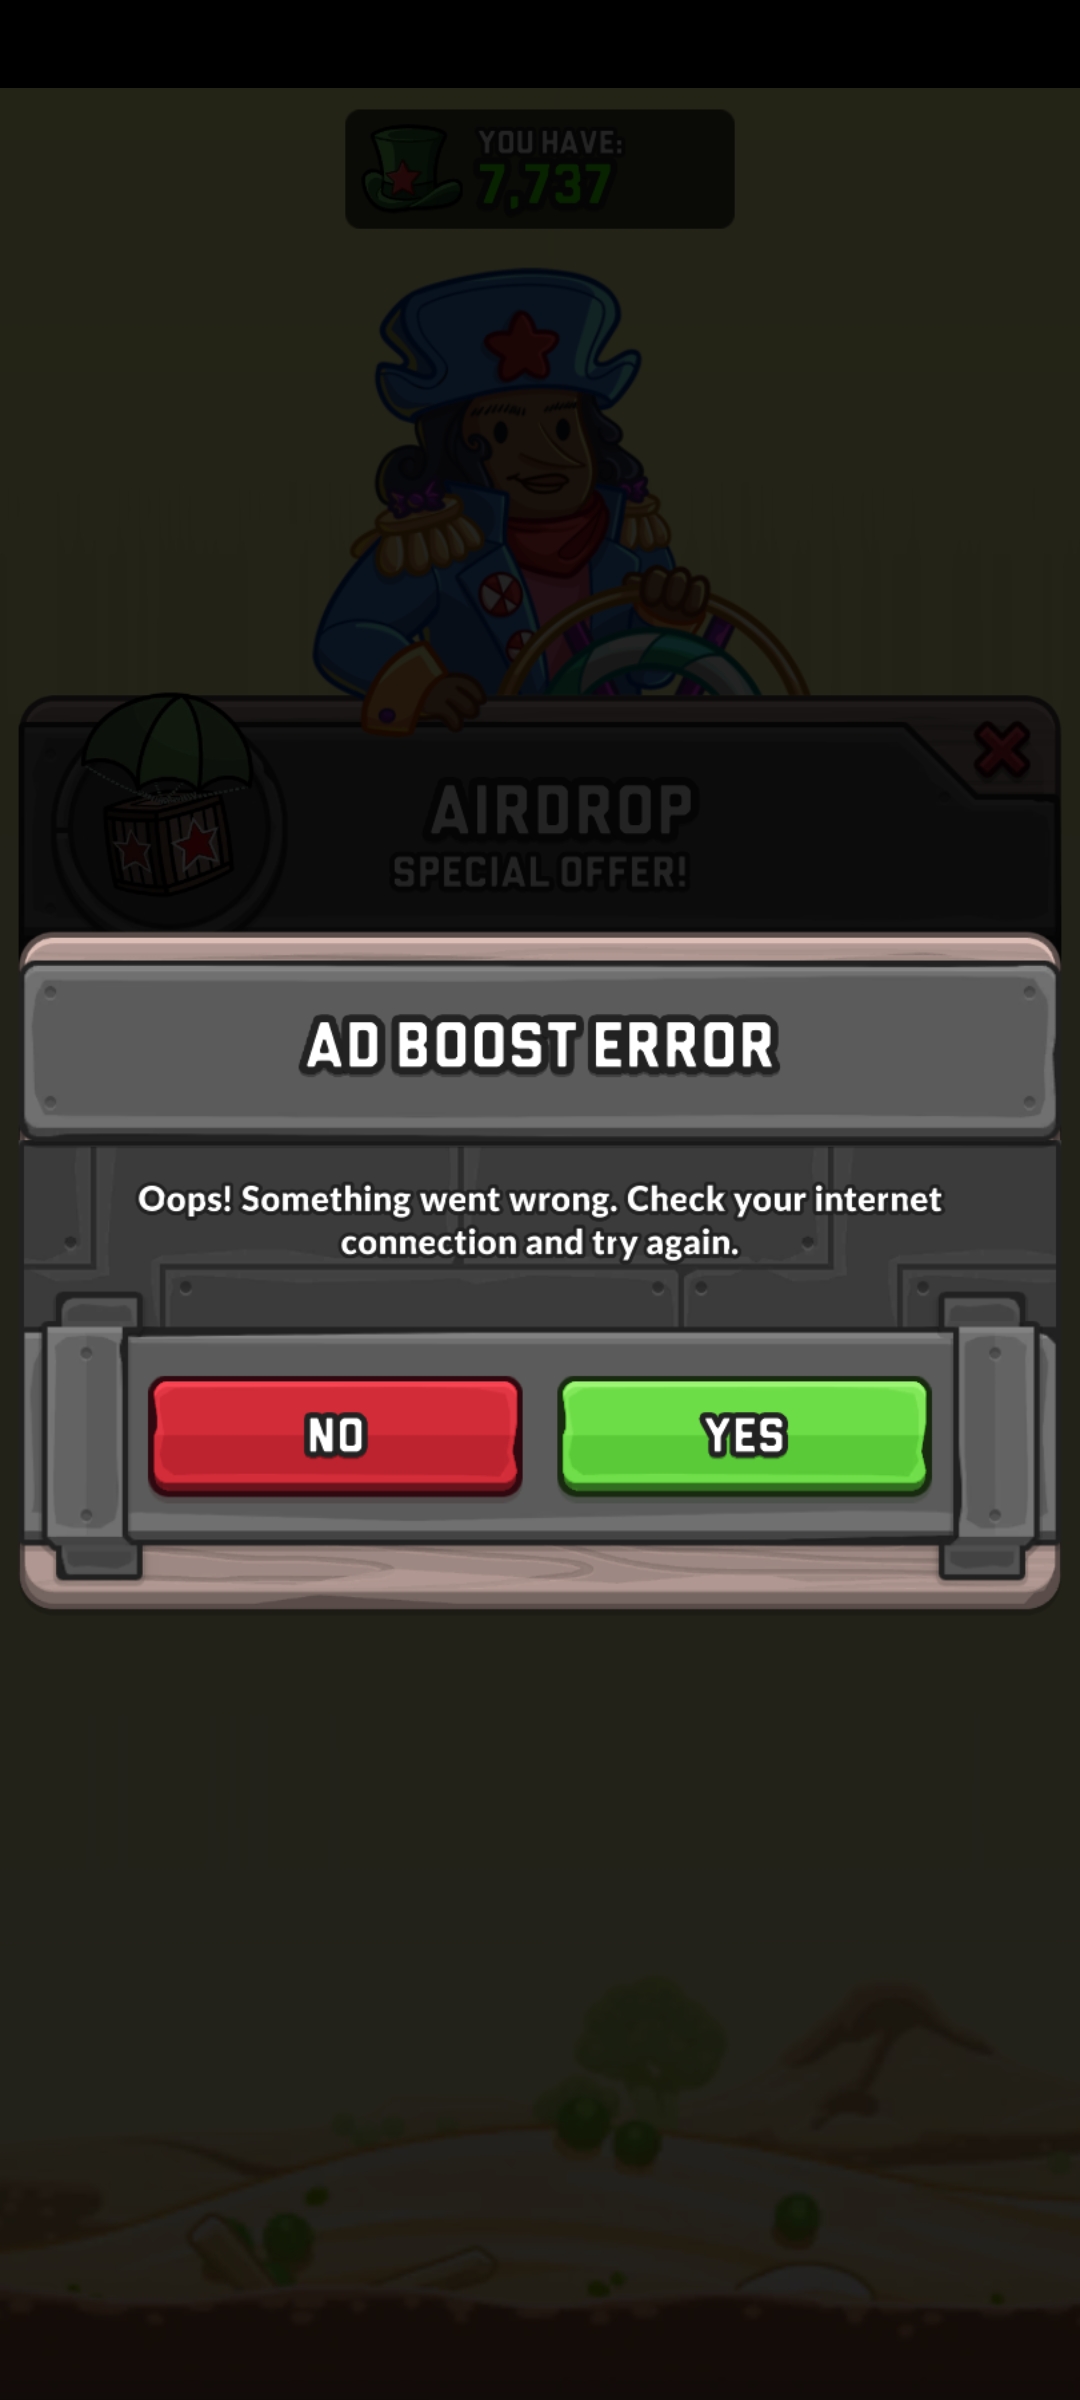 YOU HAVE:
7,737
AIRDROP
SPECIAL OFFER!
AD BOOST ERROR
Oops! Something went wrong. Check your internet
connection and try again.
NO
YES